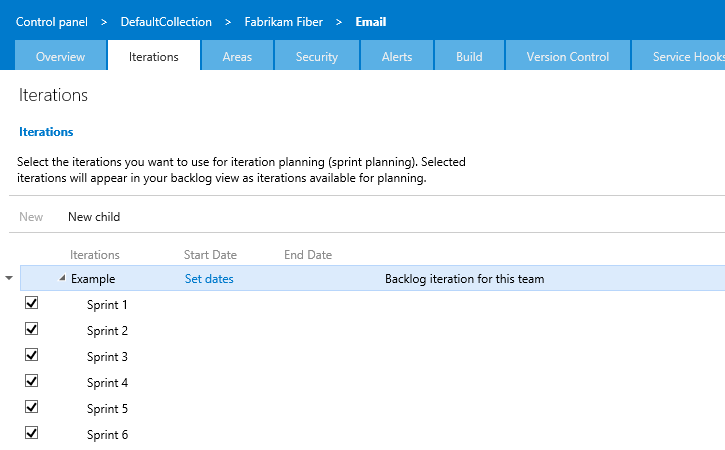 Control panel > DefaultCollection > Fabrikam Fiber > Email
Overview Iterations Areas Security Alerts Build Version Control Service Hooks
Iterations
Iterations
Select the iterations you want to use for iteration planning (sprint planning). Selected
iterations will appear in your backlog view as iterations available for planning.
New New child
Iterations Start Date End Date
Example Set dates Backlog iteration for this team
Sprint 1
Sprint 2
Sprint 3
Sprint 4
Sprint 5
Sprint 6